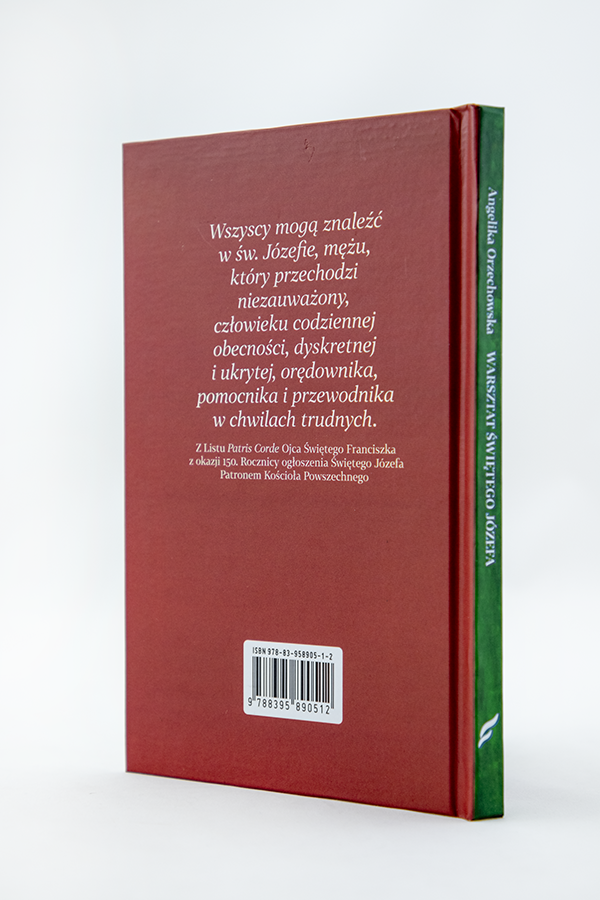 Wszyscy mogą znaleźć
w św. Józefie, mężu,
który przechodzi
niezauważony,
człowieku codziennej
obecności, dyskretnej
i ukrytej, orędownika,
pomocnika i przewodnika
w chwilach trudnych.
Z Listu Patris Corde Ojca Świętego Franciszka
z okazji 150. Rocznicy ogłoszenia Świętego Józefa
Patronem Kościoła Powszechnego
ISBN 978-83-958905-1-2
9 788395 890512
Angelika Orzechowska WARSZTAT ŚWIĘTEGO JÓZEFA